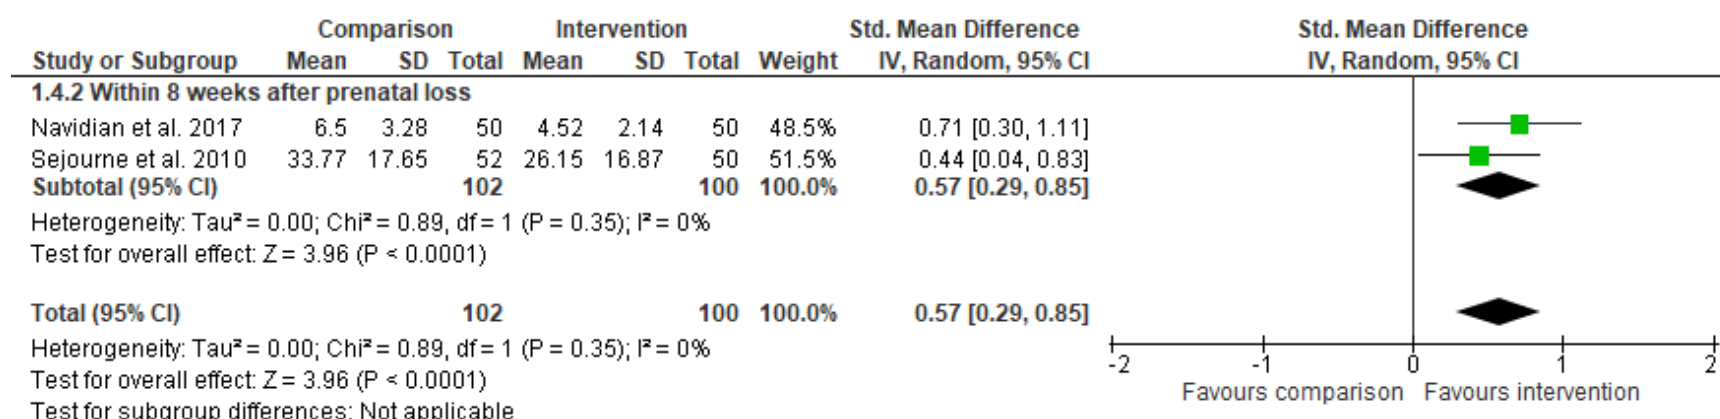 Comparison Intervention Std. Mean Difference Std. Mean Difference
Study or Subgroup Mean SD Total Mean SD Total Weight IV, Random, 95% CI IV, Random, 95% CI
1.4.2 Within 8 weeks after prenatal loss
Navidian et al. 2017 6.5 3.28 50 4.52 2.14 50 48.5% 0.71 [0.30, 1.11]
Sejourne et al. 2010 33.77 17.65 52 26.15 16.87 50 51.5% 0.44 [0.04, 0.83]
Subtotal (95% CI) 102 100 100.0% 0.57 [0.29, 0.85]
Heterogeneity: Tau² = 0.00; Chi² = 0.89, df = 1 (P = 0.35); I² = 0%
Test for overall effect: Z = 3.96 (P < 0.0001)
Total (95% CI) 102 100 100.0% 0.57 [0.29, 0.85]
Heterogeneity: Tau² = 0.00; Chi² = 0.89, df = 1 (P = 0.35); I² = 0%
Test for overall effect: Z = 3.96 (P < 0.0001)
Test for subgroup differences: Not applicable
-2 -1 0 1 2
Favours comparison Favours intervention